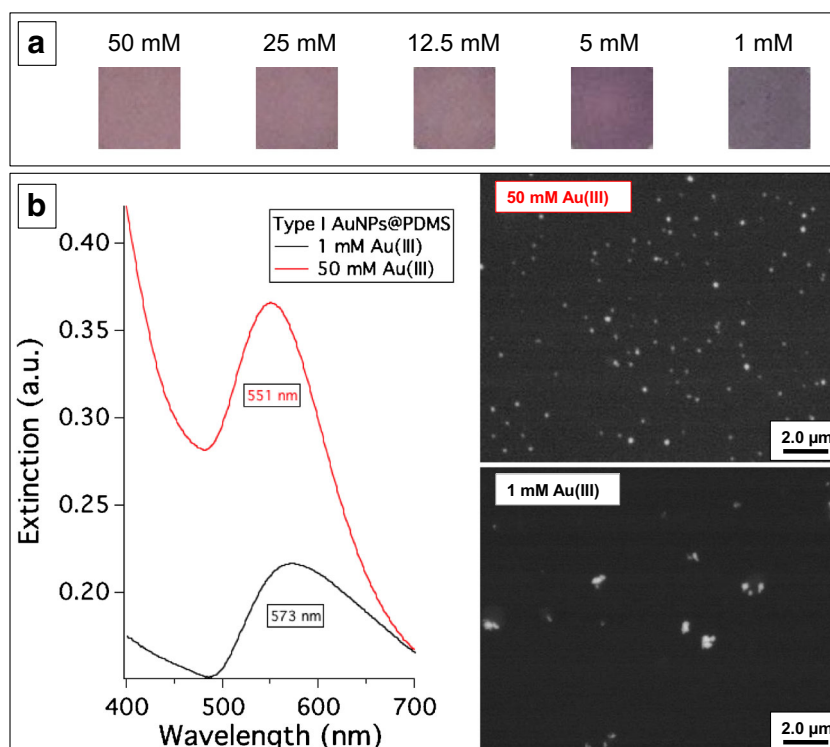 a
50 mM 25 mM 12.5 mM 5 mM 1 mM
b
Type I AuNPs@PDMS
1 mM Au(III)
50 mM Au(III)
0.40
0.35
0.30
0.25
0.20
Extinction (a.u.)
551 nm
573 nm
400 500 600 700
Wavelength (nm)
50 mM Au(III)
2.0 µm
1 mM Au(III)
2.0 µm